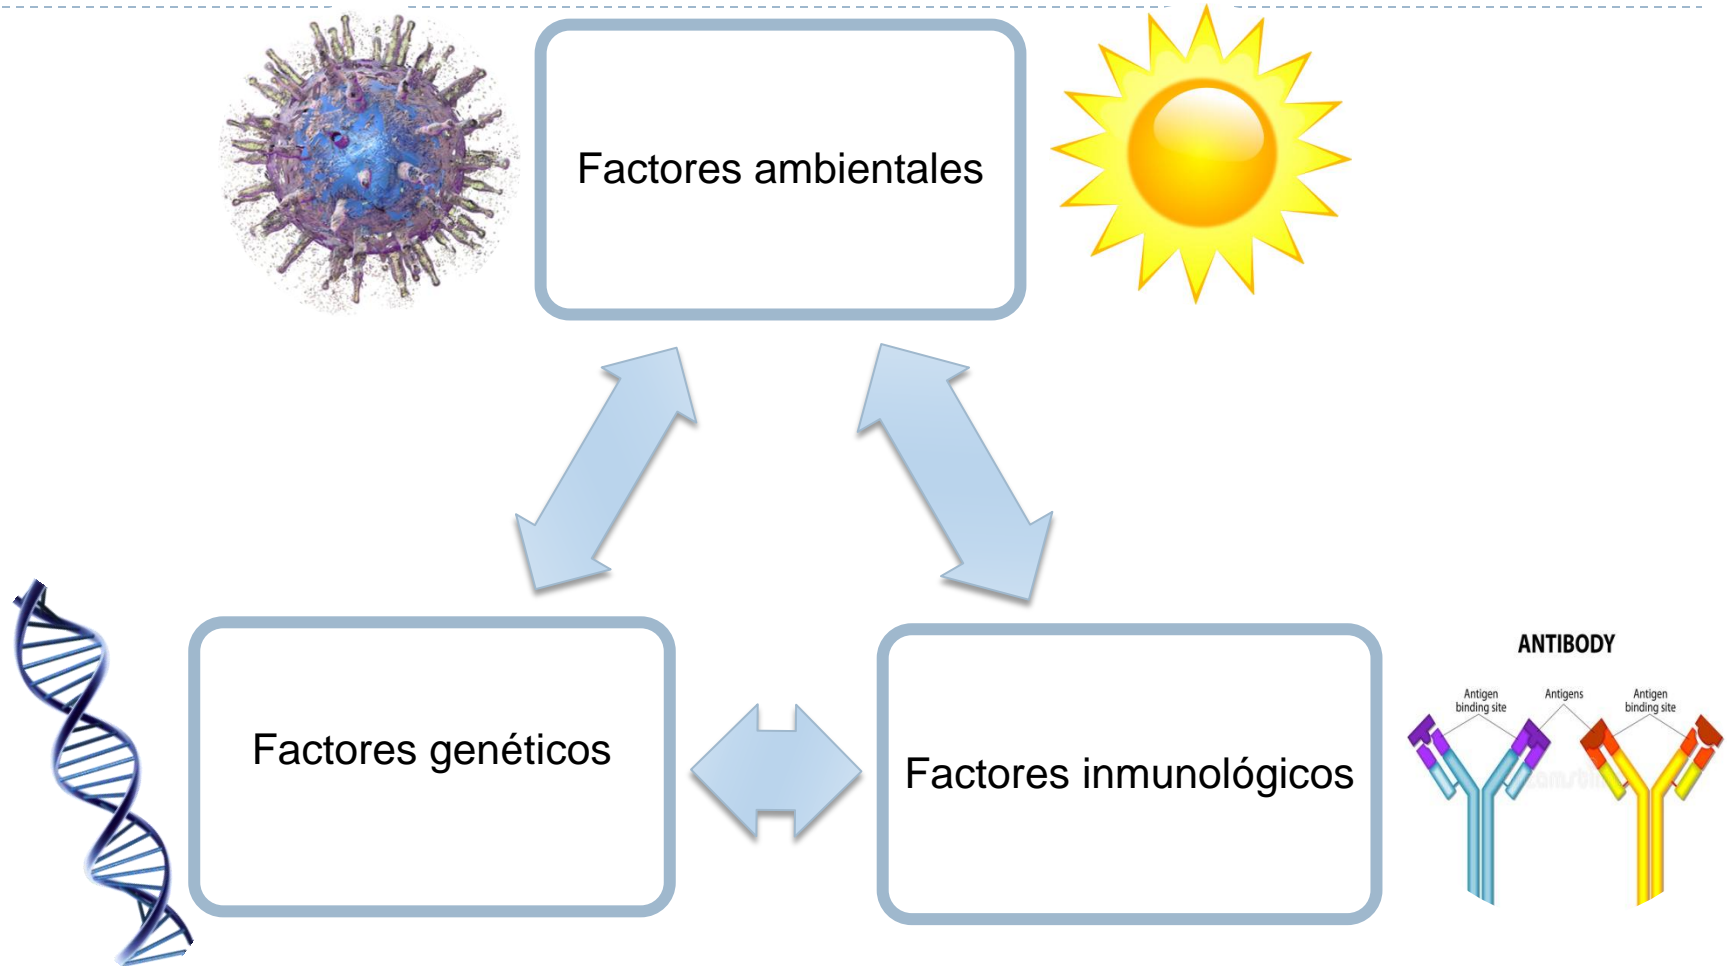 Factores ambientales
Factores genéticos
Factores inmunológicos
ANTIBODY
Antigen
binding site
Antigens
Antigen
binding site